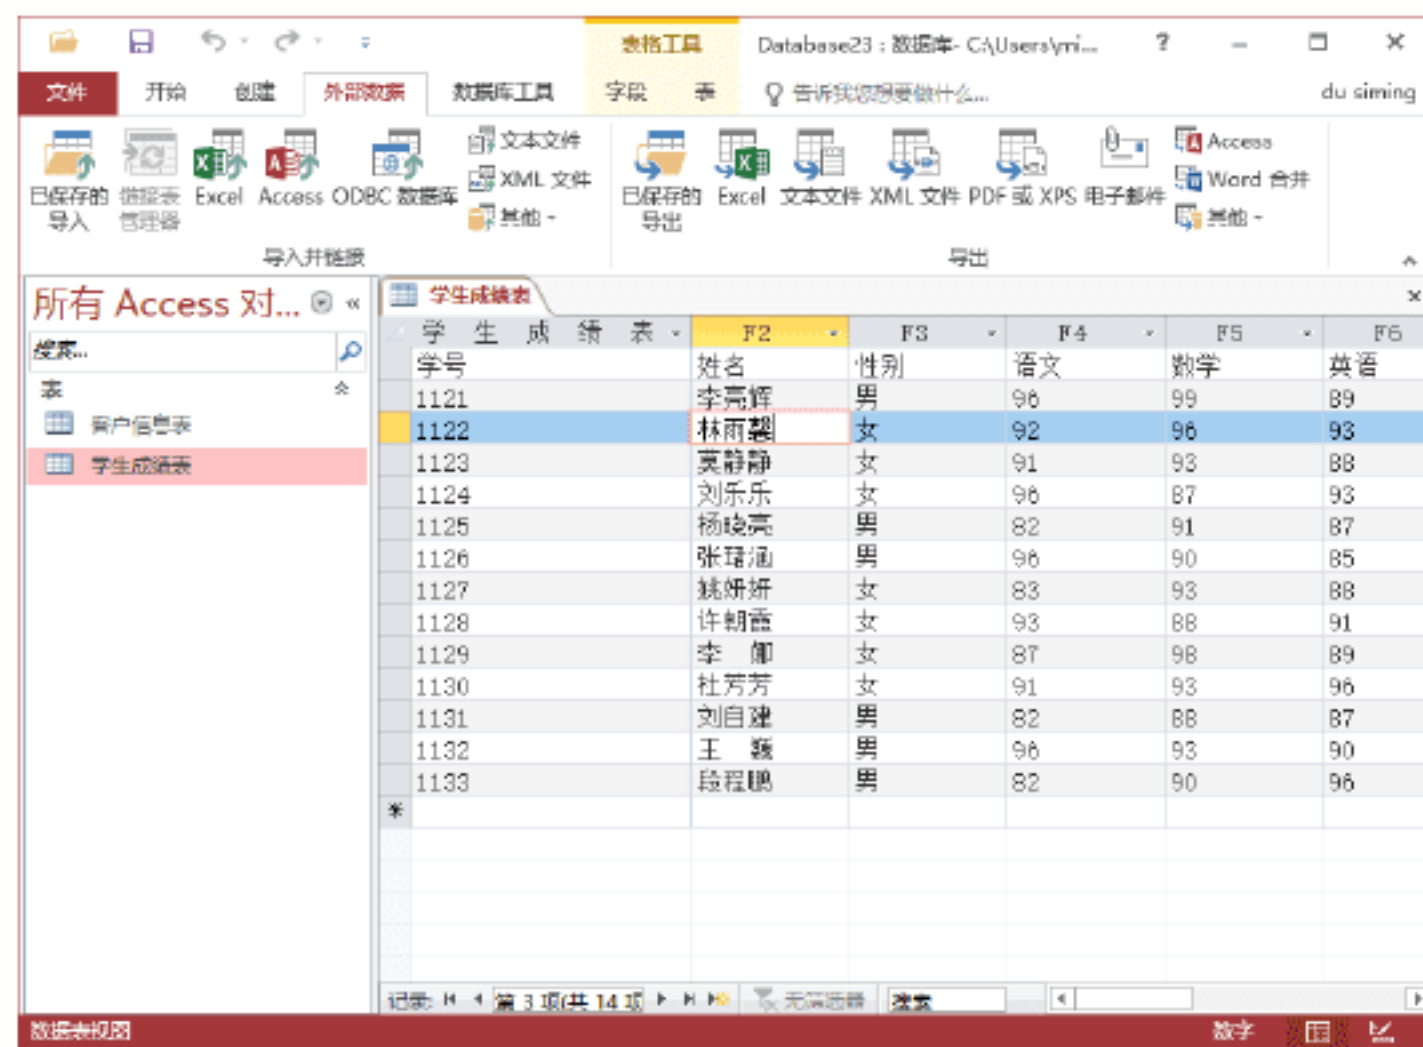 表格工具
Database23 : 数据库- C:\Users\mi... ?
文件 开始 创建 外部数据 数据库工具 字段 表 告诉我您想要做什么... du siming
已保存的导入
链接表管理器
Excel
Access
ODBC 数据库
文本文件
XML 文件
其他
导入并链接
已保存的导出
Excel
文本文件
XML 文件
PDF 或 XPS
电子邮件
Access
Word 合并
其他
导出
所有 Access 对... «
搜索...
表
客户信息表
学生成绩表
学生成绩表
学 生 成 绩 表 F2 F3 F4 F5 F6
学号 姓名 性别 语文 数学 英语
1121 李亮辉 男 96 99 89
1122 林雨馨 女 92 96 93
1123 莫静静 女 91 93 88
1124 刘乐乐 女 96 87 93
1125 杨晓亮 男 82 91 87
1126 张珺涵 男 96 90 85
1127 姚妍妍 女 83 93 88
1128 许朝霞 女 93 88 91
1129 李 娜 女 87 98 89
1130 杜芳芳 女 91 93 96
1131 刘自建 男 82 88 87
1132 王 巍 男 96 93 90
1133 段程鹏 男 82 90 96
记录: 第 3 项(共 14 项 无筛选器 搜索
数据表视图 数字